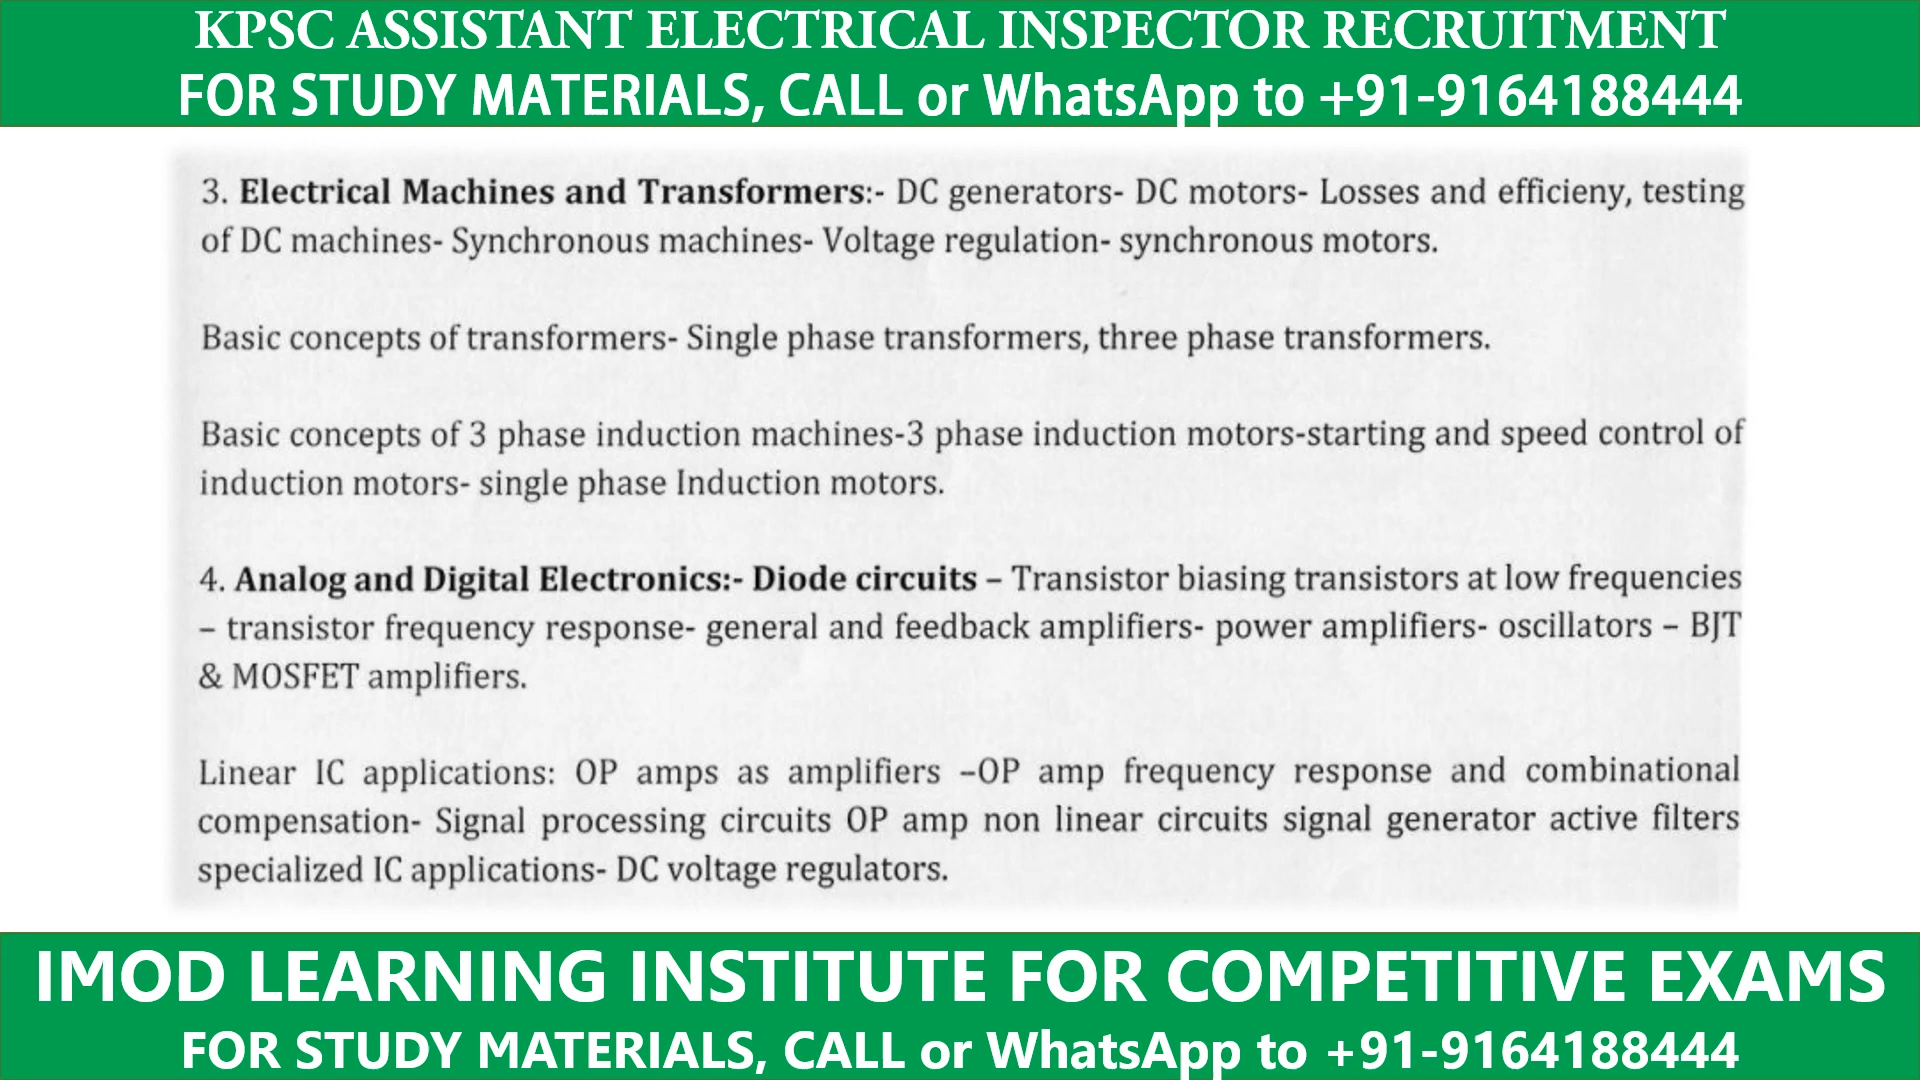 KPSC ASSISTANT ELECTRICAL INSPECTOR RECRUITMENT
FOR STUDY MATERIALS, CALL or WhatsApp to +91-9164188444
3. Electrical Machines and Transformers:- DC generators- DC motors- Losses and efficieny, testing
of DC machines- Synchronous machines- Voltage regulation- synchronous motors.
Basic concepts of transformers- Single phase transformers, three phase transformers.
Basic concepts of 3 phase induction machines-3 phase induction motors-starting and speed control of
induction motors- single phase Induction motors.
4. Analog and Digital Electronics:- Diode circuits – Transistor biasing transistors at low frequencies
– transistor frequency response- general and feedback amplifiers- power amplifiers- oscillators – BJT
& MOSFET amplifiers.
Linear IC applications: OP amps as amplifiers –OP amp frequency response and combinational
compensation- Signal processing circuits OP amp non linear circuits signal generator active filters
specialized IC applications- DC voltage regulators.
IMOD LEARNING INSTITUTE FOR COMPETITIVE EXAMS
FOR STUDY MATERIALS, CALL or WhatsApp to +91-9164188444